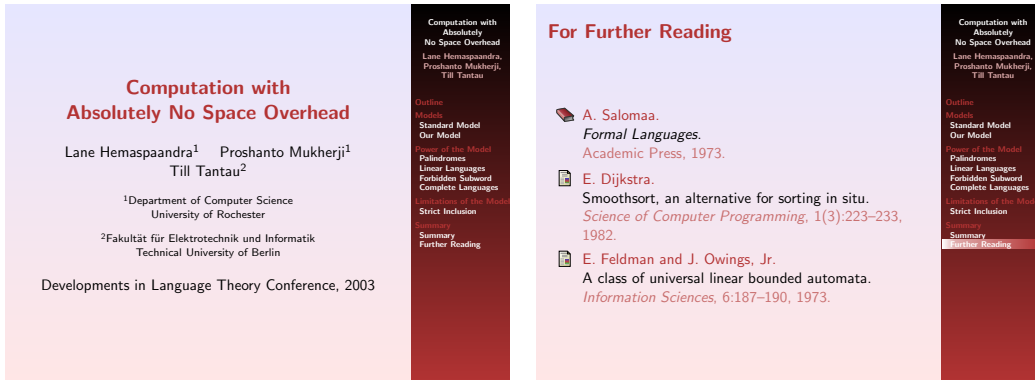 Computation with
Absolutely No Space Overhead
Lane Hemaspaandra¹ Proshanto Mukherji¹
Till Tantau²
¹Department of Computer Science
University of Rochester
²Fakultät für Elektrotechnik und Informatik
Technical University of Berlin
Developments in Language Theory Conference, 2003
Computation with
Absolutely
No Space Overhead
Lane Hemaspaandra,
Proshanto Mukherji,
Till Tantau
Outline
Models
Standard Model
Our Model
Power of the Model
Palindromes
Linear Languages
Forbidden Subword
Complete Languages
Limitations of the Model
Strict Inclusion
Summary
Summary
Further Reading
For Further Reading
A. Salomaa.
Formal Languages.
Academic Press, 1973.
E. Dijkstra.
Smoothsort, an alternative for sorting in situ.
Science of Computer Programming, 1(3):223–233,
1982.
E. Feldman and J. Owings, Jr.
A class of universal linear bounded automata.
Information Sciences, 6:187–190, 1973.
Computation with
Absolutely
No Space Overhead
Lane Hemaspaandra,
Proshanto Mukherji,
Till Tantau
Outline
Models
Standard Model
Our Model
Power of the Model
Palindromes
Linear Languages
Forbidden Subword
Complete Languages
Limitations of the Mod
Strict Inclusion
Summary
Summary
Further Reading